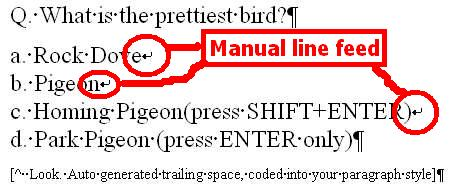 Q. What is the prettiest bird?¶
a. Rock Dove↵
Manual line feed
b. Pigeon
c. Homing Pigeon(press SHIFT+ENTER)↵
d. Park Pigeon (press ENTER only)¶
[^ Look. Auto generated trailing space, coded into your paragraph style]¶